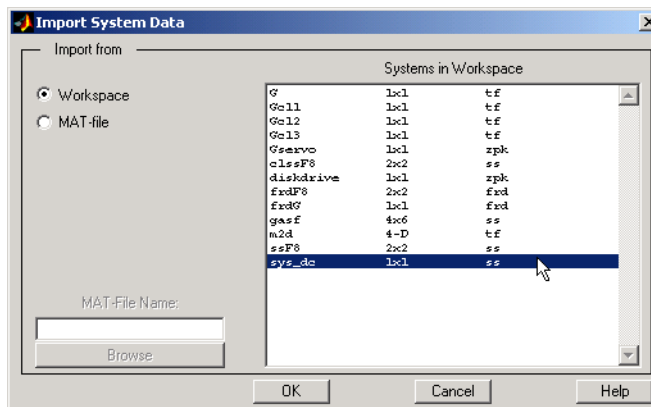 Import System Data
Import from
Systems in Workspace
Workspace
MAT-file
G 1x1 tf
Gcl1 1x1 tf
Gcl2 1x1 tf
Gcl3 1x1 tf
Gservo 1x1 zpk
clssF8 2x2 ss
diskdrive 1x1 zpk
frdF8 2x2 frd
frdG 1x1 frd
gasf 4x6 ss
m2d 4-D tf
ssF8 2x2 ss
sys_dc 1x1 ss
MAT-File Name:
Browse
OK Cancel Help